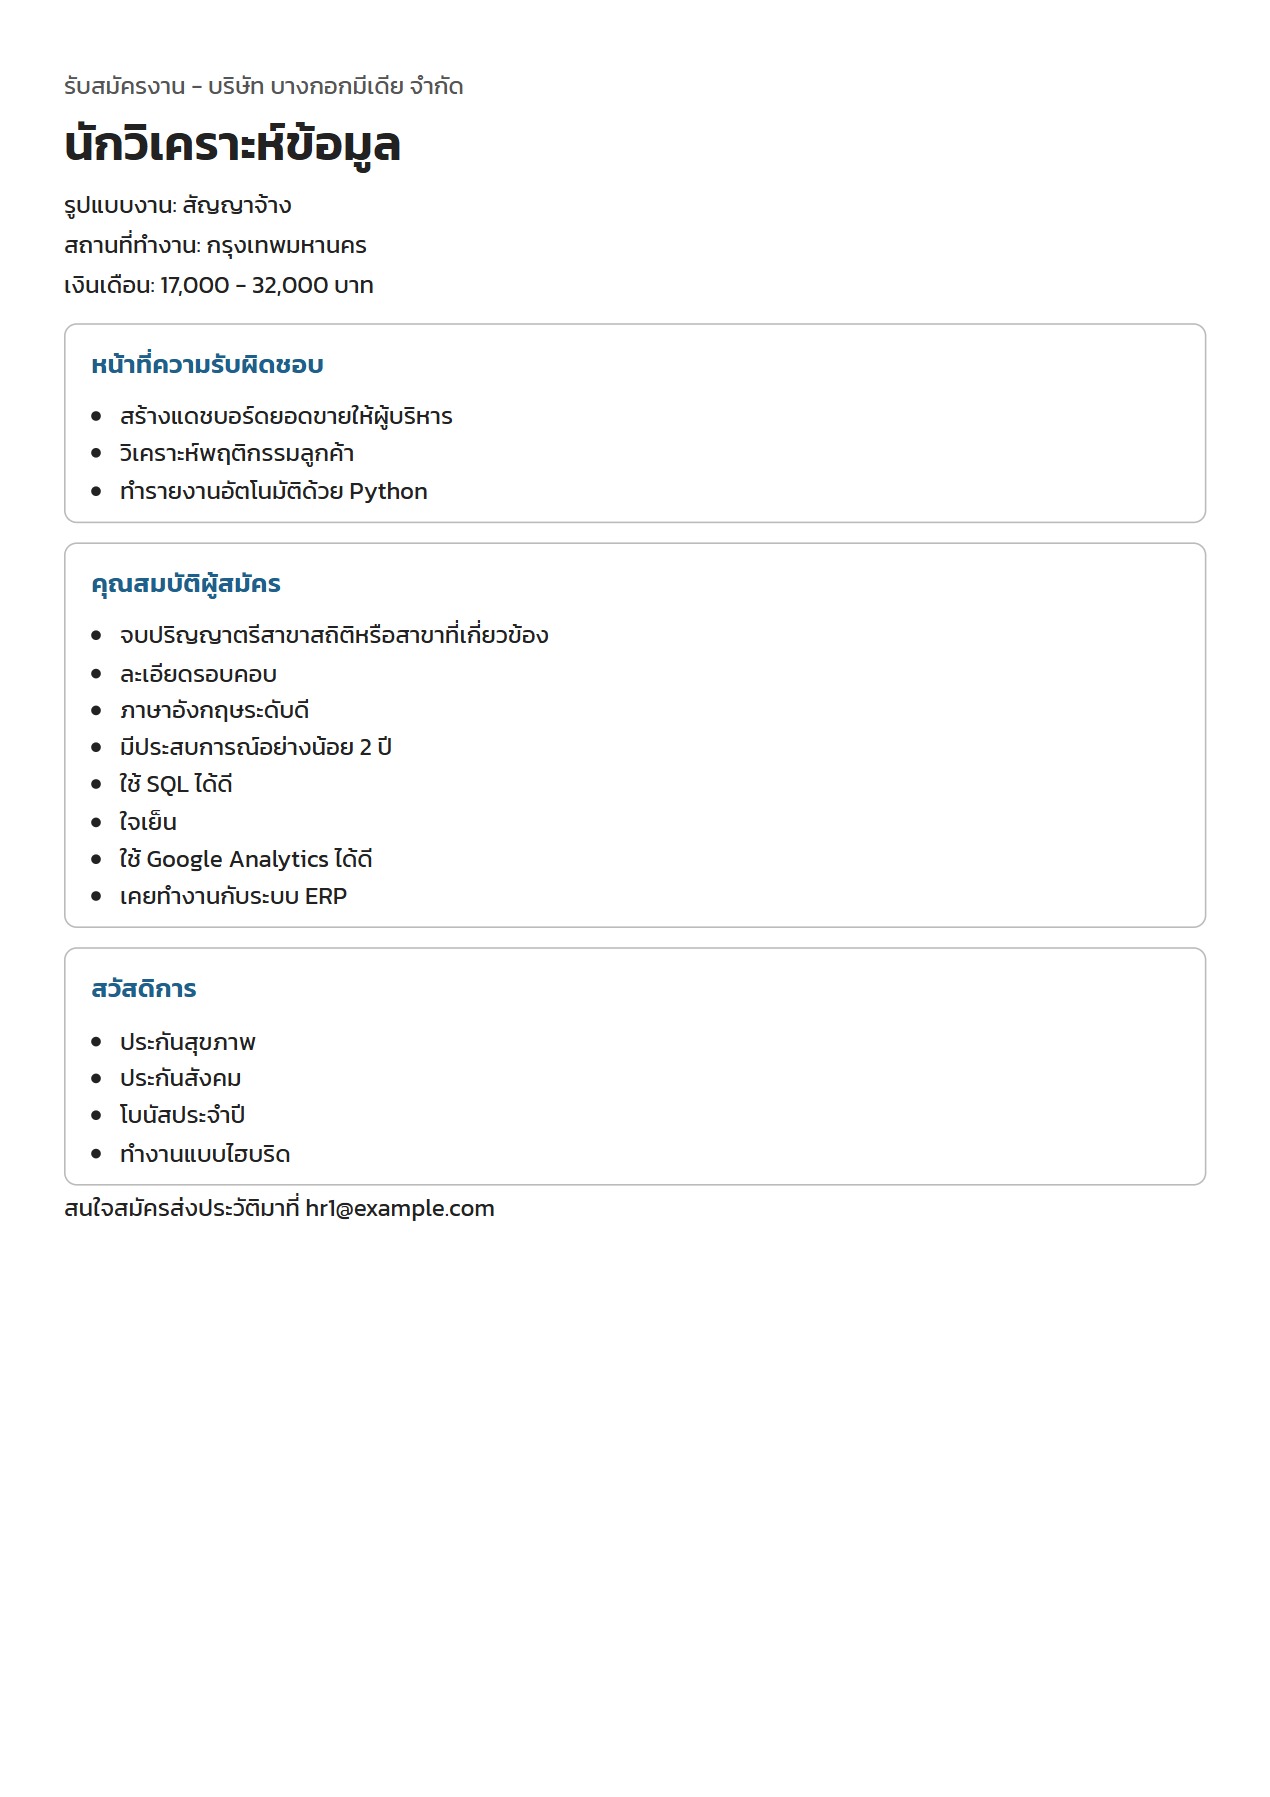 รับสมัครงาน – บริษัท บางกอกมีเดีย จำกัด
นักวิเคราะห์ข้อมูล
รูปแบบงาน: สัญญาจ้าง
สถานที่ทำงาน: กรุงเทพมหานคร
เงินเดือน: 17,000 – 32,000 บาท
หน้าที่ความรับผิดชอบ
• สร้างแดชบอร์ดยอดขายให้ผู้บริหาร
• วิเคราะห์พฤติกรรมลูกค้า
• ทำรายงานอัตโนมัติด้วย Python
คุณสมบัติผู้สมัคร
• จบปริญญาตรีสาขาสถิติหรือสาขาที่เกี่ยวข้อง
• ละเอียดรอบคอบ
• ภาษาอังกฤษระดับดี
• มีประสบการณ์อย่างน้อย 2 ปี
• ใช้ SQL ได้ดี
• ใจเย็น
• ใช้ Google Analytics ได้ดี
• เคยทำงานกับระบบ ERP
สวัสดิการ
• ประกันสุขภาพ
• ประกันสังคม
• โบนัสประจำปี
• ทำงานแบบไฮบริด
สนใจสมัครส่งประวัติมาที่ hr1@example.com